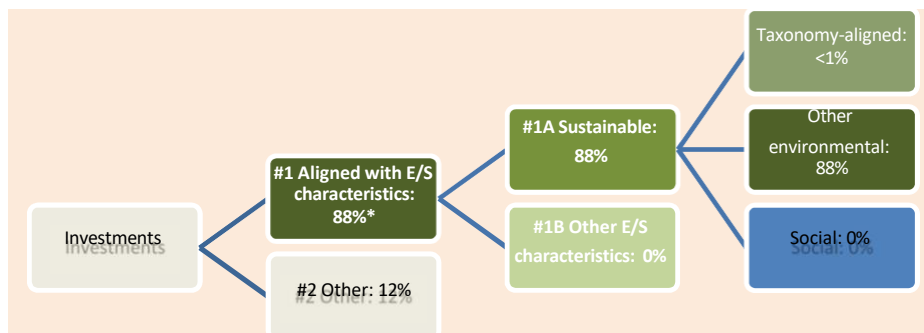 Investments
#1 Aligned with E/S
characteristics:
88%*
#2 Other: 12%
#1A Sustainable:
88%
#1B Other E/S
characteristics: 0%
Taxonomy-aligned:
<1%
Other
environmental:
88%
Social: 0%